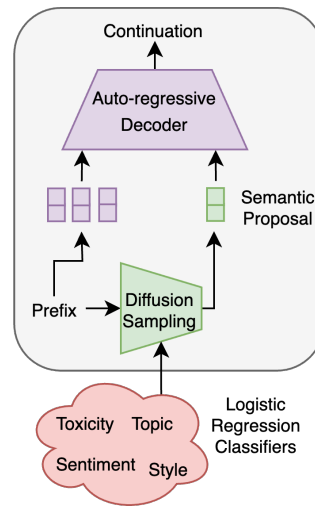 Continuation
Auto-regressive
Decoder
Semantic
Proposal
Prefix
Diffusion
Sampling
Logistic
Regression
Classifiers
Toxicity Topic
Sentiment Style